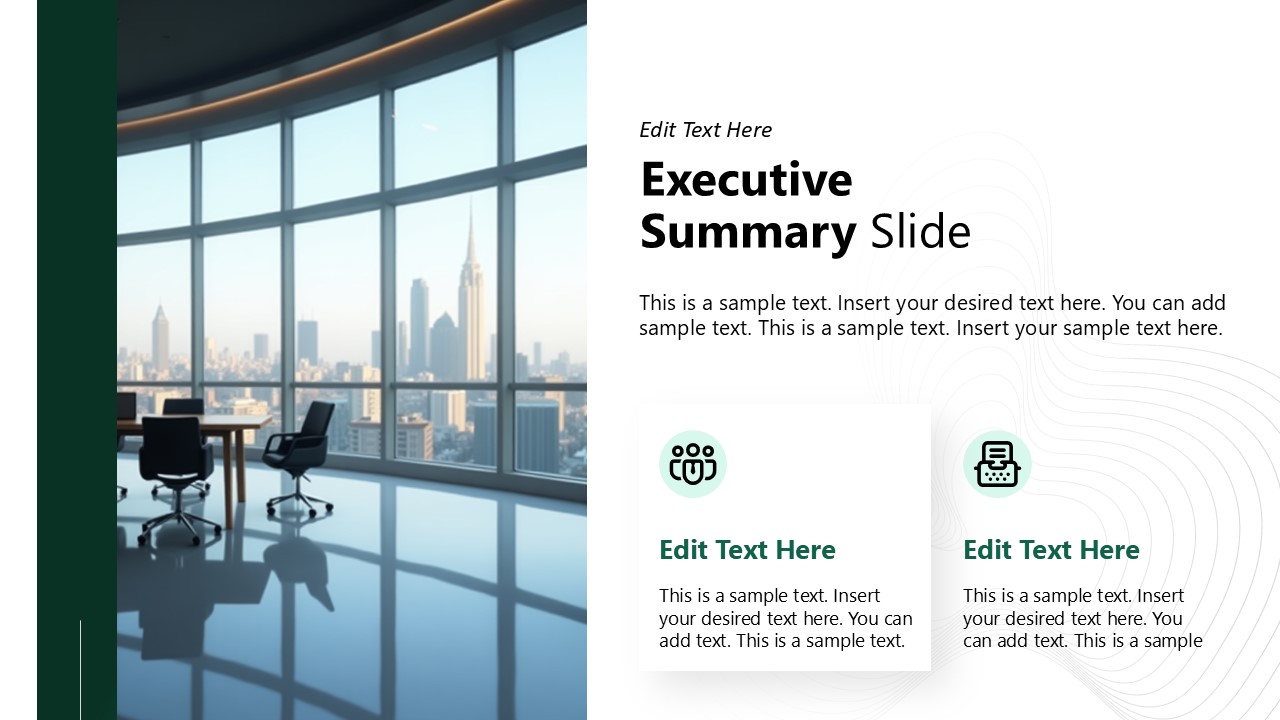 Edit Text Here
Executive
Summary Slide
This is a sample text. Insert your desired text here. You can add
sample text. This is a sample text. Insert your sample text here.
Edit Text Here
This is a sample text. Insert
your desired text here. You can
add text. This is a sample text.
Edit Text Here
This is a sample text. Insert
your desired text here. You
can add text. This is a sample